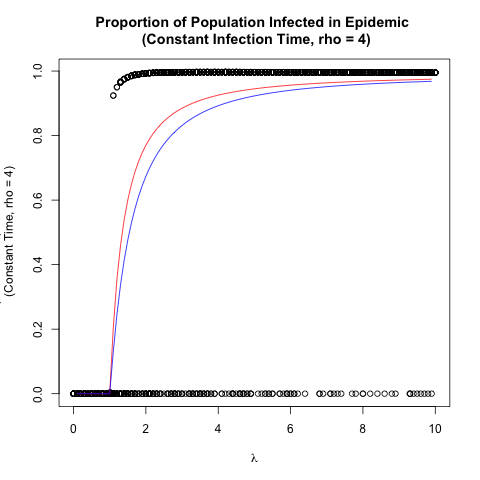 Proportion of Population Infected in Epidemic
(Constant Infection Time, rho = 4)
(Constant Time, rho = 4)
1.0
0.8
0.6
0.4
0.2
0.0
0 2 4 6 8 10
λ